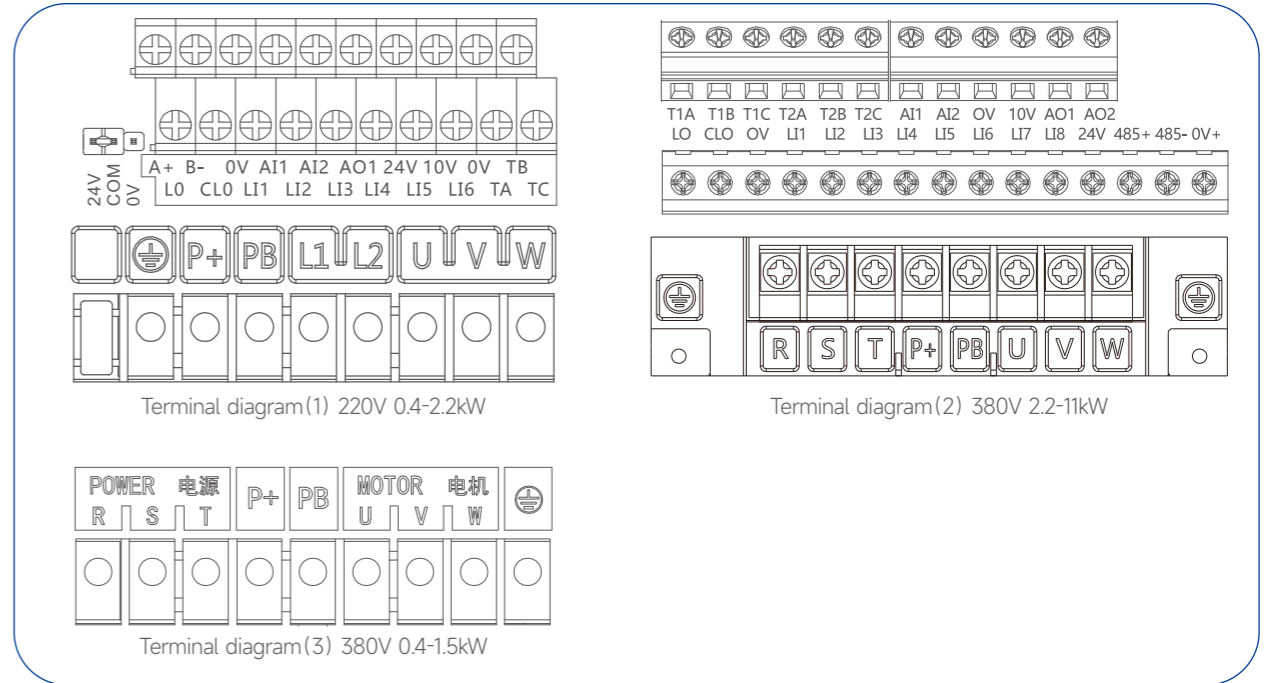 A+ B- 0V AI1 AI2 AO1 24V 10V 0V TB
L0 CL0 LI1 LI2 LI3 LI4 LI5 LI6 TA TC
24V
COM
0V
P+ PB L1 L2 U V W
Terminal diagram(1) 220V 0.4-2.2kW
T1A T1B T1C T2A T2B T2C AI1 AI2 OV 10V AO1 AO2
LO CLO OV LI1 LI2 LI3 LI4 LI5 LI6 LI7 LI8 24V 485+ 485- 0V+
R S T P+ PB U V W
Terminal diagram(2) 380V 2.2-11kW
POWER 电源 P+ PB MOTOR 电机
R S T U V W
Terminal diagram(3) 380V 0.4-1.5kW